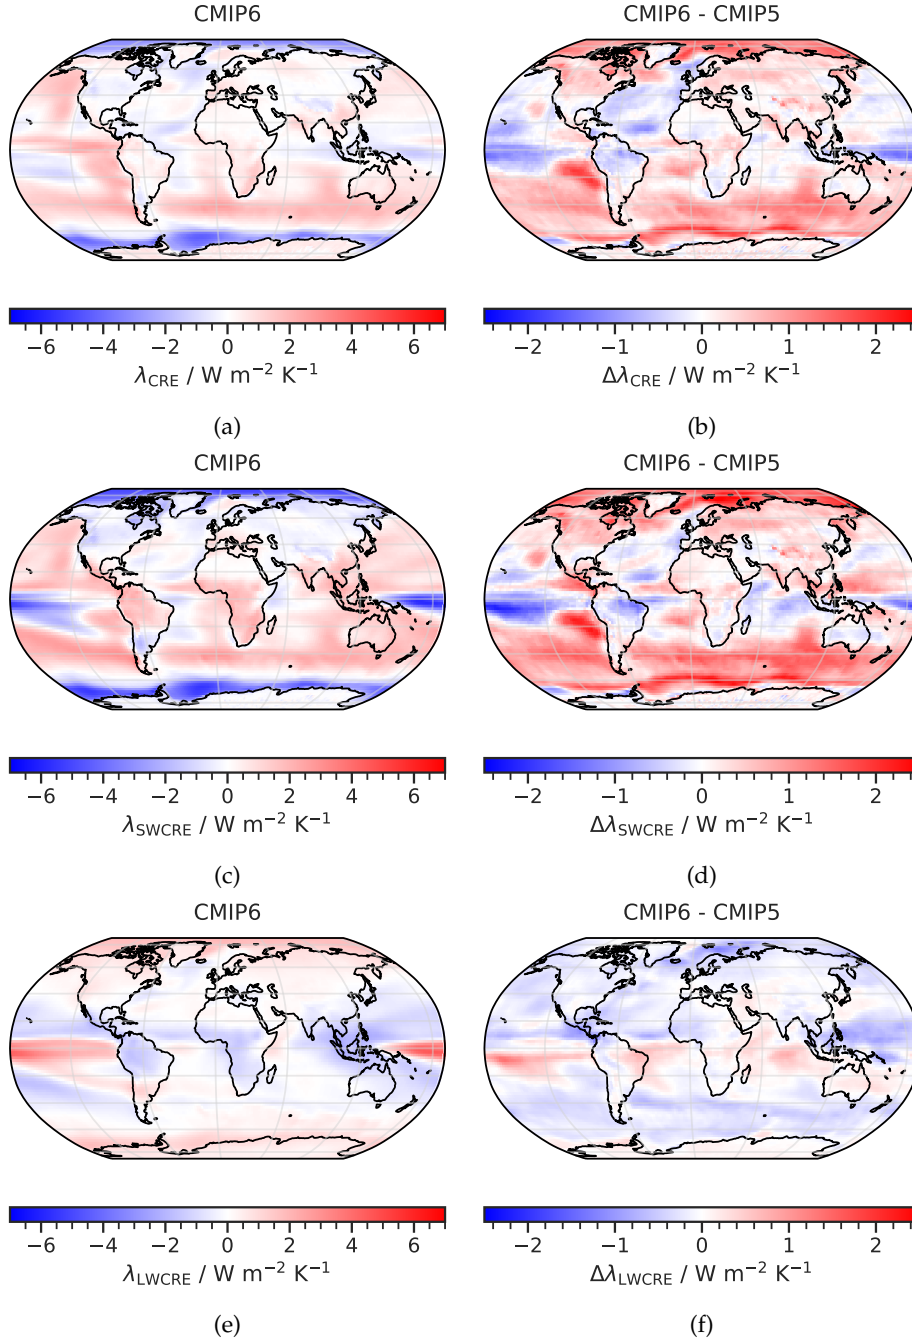 CMIP6
CMIP6 - CMIP5
−6 −4 −2 0 2 4 6
λCRE / W m−2 K−1
−2 −1 0 1 2
ΔλCRE / W m−2 K−1
(a)
(b)
CMIP6
CMIP6 - CMIP5
−6 −4 −2 0 2 4 6
λSWCRE / W m−2 K−1
−2 −1 0 1 2
ΔλSWCRE / W m−2 K−1
(c)
(d)
CMIP6
CMIP6 - CMIP5
−6 −4 −2 0 2 4 6
λLWCRE / W m−2 K−1
−2 −1 0 1 2
ΔλLWCRE / W m−2 K−1
(e)
(f)